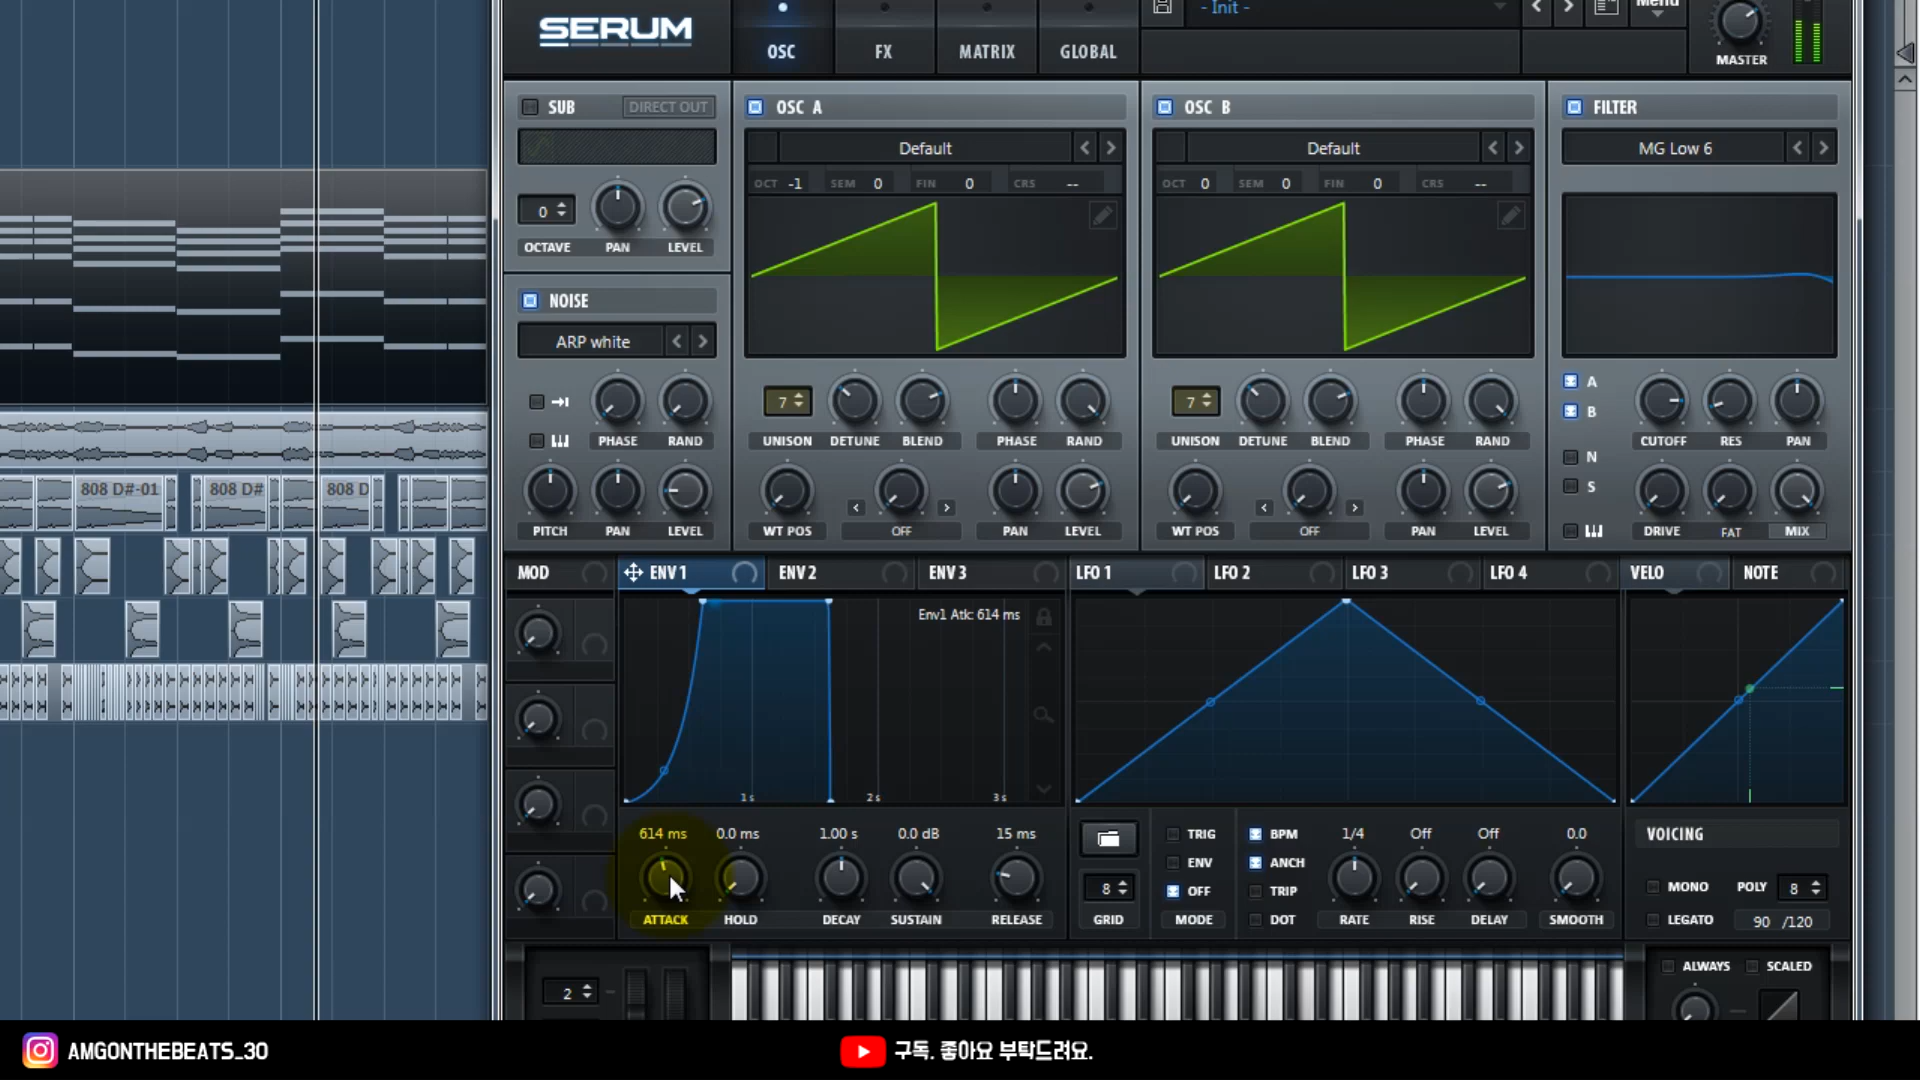 - Init -
Menu
SERUM
OSC
FX
MATRIX
GLOBAL
MASTER
SUB
DIRECT OUT
OSC A
OSC B
FILTER
Default
Default
MG Low 6
OCT -1 SEM 0 FIN 0 CRS --
OCT 0 SEM 0 FIN 0 CRS --
0
OCTAVE PAN LEVEL
NOISE
ARP white
7
7
A
B
PHASE RAND
UNISON DETUNE BLEND PHASE RAND
UNISON DETUNE BLEND PHASE RAND
CUTOFF RES PAN
N
S
808 D#-01
808 D#
808 D
PITCH PAN LEVEL
WT POS OFF PAN LEVEL
WT POS OFF PAN LEVEL
DRIVE FAT MIX
MOD
ENV 1
ENV 2
ENV 3
LFO 1
LFO 2
LFO 3
LFO 4
VELO
NOTE
Env1 Atk: 614 ms
1s 2s 3s
614 ms 0.0 ms 1.00 s 0.0 dB 15 ms
ATTACK HOLD DECAY SUSTAIN RELEASE
8
GRID
TRIG
ENV
OFF
MODE
BPM
ANCH
TRIP
DOT
1/4 Off Off 0.0
RATE RISE DELAY SMOOTH
VOICING
MONO POLY 8
LEGATO 90 /120
2
ALWAYS SCALED
AMGONTHEBEATS_30
구독. 좋아요 부탁드려요.